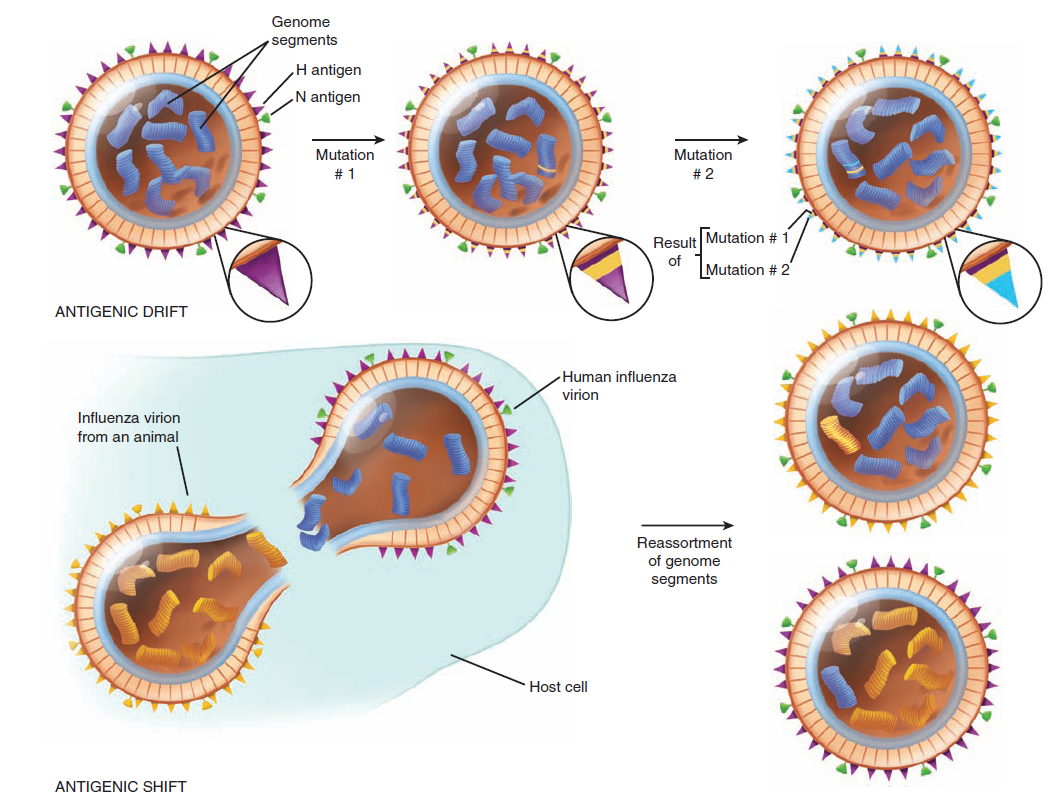 Genome
segments
H antigen
N antigen
Mutation
# 1
Mutation
# 2
Result
of
Mutation # 1
Mutation # 2
ANTIGENIC DRIFT
Human influenza
virion
Influenza virion
from an animal
Reassortment
of genome
segments
Host cell
ANTIGENIC SHIFT